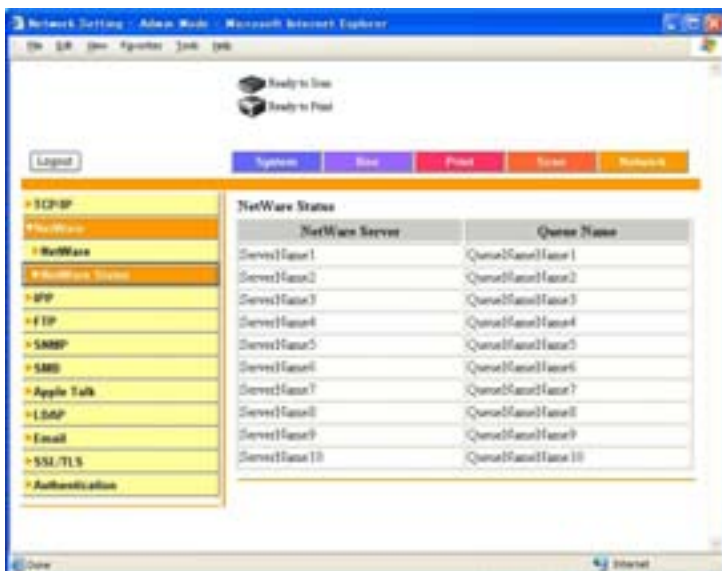 Network Setting - Admin Mode - Microsoft Internet Explorer
File Edit View Favorites Tools Help
Ready to Scan
Ready to Print
Logout
System Box Print Scan Network
TCP/IP
NetWare
NetWare
NetWare Status
IPP
FTP
SNMP
SMB
Apple Talk
LDAP
Email
SSL/TLS
Authentication
NetWare Status
NetWare Server Queue Name
ServerName1 QueueNameName1
ServerName2 QueueNameName2
ServerName3 QueueNameName3
ServerName4 QueueNameName4
ServerName5 QueueNameName5
ServerName6 QueueNameName6
ServerName7 QueueNameName7
ServerName8 QueueNameName8
ServerName9 QueueNameName9
ServerName10 QueueNameName10
Done Internet